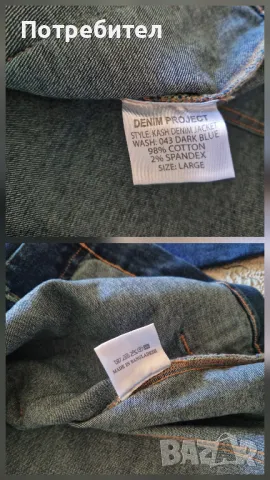 Потребител
DENIM PROJECT
STYLE: KASH DENIM JACKET
WASH: 043 DARK BLUE
98% COTTON
2% SPANDEX
SIZE: LARGE
MADE IN BANGLADESH
BAZAR